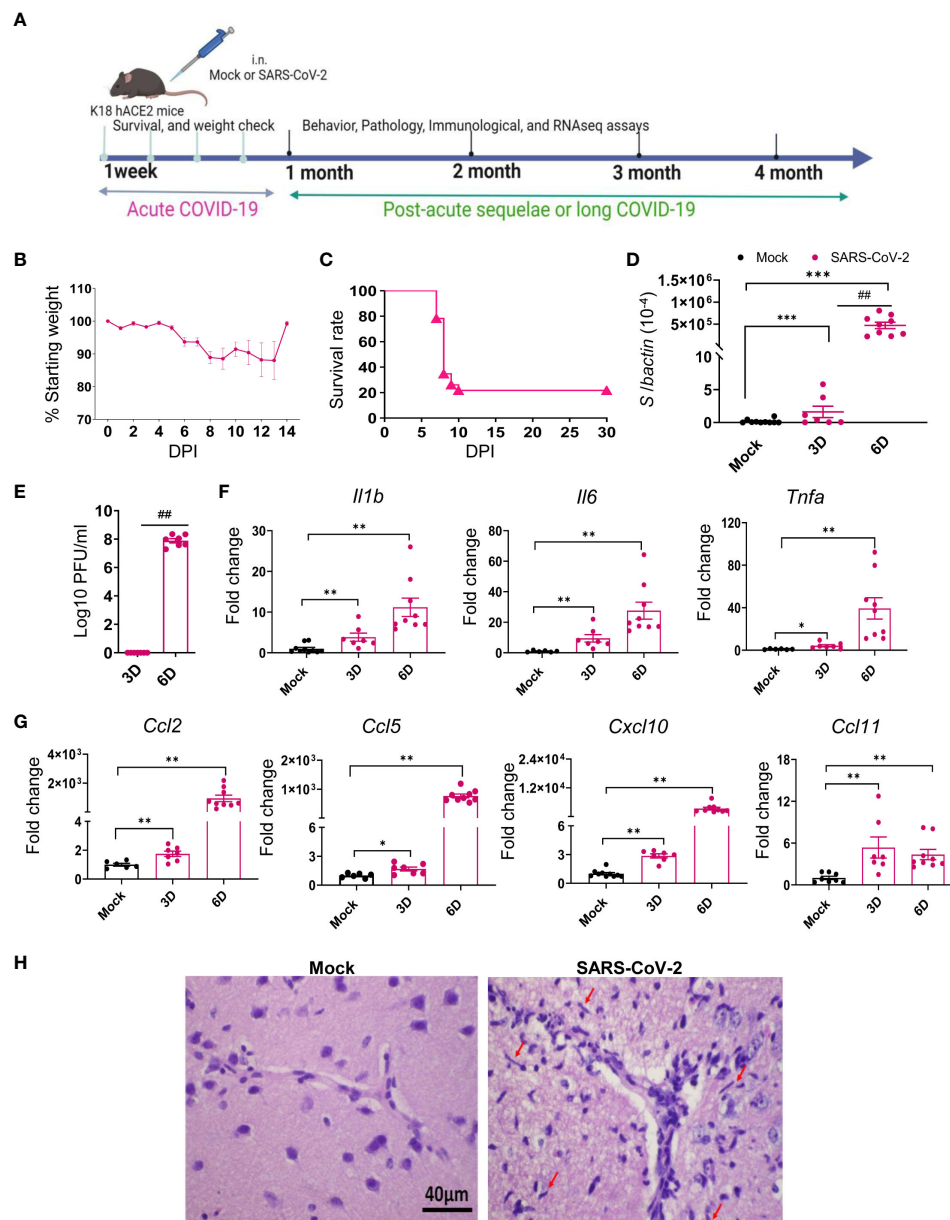 A
i.n.
Mock or SARS-CoV-2
K18 hACE2 mice
Survival, and weight check
Behavior, Pathology, Immunological, and RNAseq assays
1week
1 month
2 month
3 month
4 month
Acute COVID-19
Post-acute sequelae or long COVID-19
B
110
100
90
80
70
% Starting weight
0 2 4 6 8 10 12 14
DPI
C
100
80
60
40
20
0
Survival rate
0 5 10 15 20 25 30
DPI
D
Mock
SARS-CoV-2
***
##
***
1.5×10⁶
1×10⁶
5×10⁵
10
5
0
S /bactin (10⁻⁴)
Mock
3D
6D
E
##
10
8
6
4
2
0
Log10 PFU/ml
3D
6D
F
Il1b
**
**
30
20
10
0
Fold change
Mock
3D
6D
Il6
**
**
80
60
40
20
0
Fold change
Mock
3D
6D
Tnfa
**
*
120
80
40
0
Fold change
Mock
3D
6D
G
Ccl2
**
**
4×10³
2×10³
4
2
0
Fold change
Mock
3D
6D
Ccl5
**
*
2×10³
1×10³
6
3
0
Fold change
Mock
3D
6D
Cxcl10
**
**
2.4×10⁴
1.2×10⁴
6
3
0
Fold change
Mock
3D
6D
Ccl11
**
**
18
12
6
0
Fold change
Mock
3D
6D
H
Mock
SARS-CoV-2
40μm